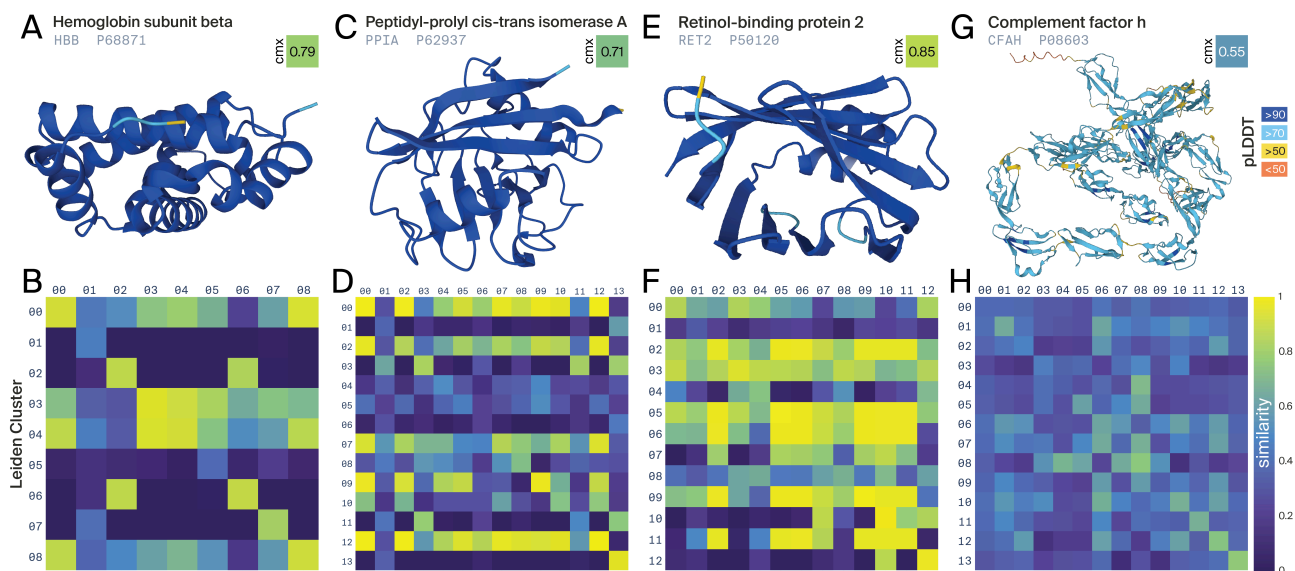 A Hemoglobin subunit beta
HBB P68871
cmx 0.79
C Peptidyl-prolyl cis-trans isomerase A
PPIA P62937
cmx 0.71
E Retinol-binding protein 2
RET2 P50120
cmx 0.85
G Complement factor h
CFAH P08603
cmx 0.55
pLDDT
>90
>70
>50
<50
B
00 01 02 03 04 05 06 07 08
Leiden Cluster
00
01
02
03
04
05
06
07
08
D
00 01 02 03 04 05 06 07 08 09 10 11 12 13
00
01
02
03
04
05
06
07
08
09
10
11
12
13
F
00 01 02 03 04 05 06 07 08 09 10 11 12
00
01
02
03
04
05
06
07
08
09
10
11
12
H
00 01 02 03 04 05 06 07 08 09 10 11 12 13
00
01
02
03
04
05
06
07
08
09
10
11
12
13
similarity
1
0.8
0.6
0.4
0.2
0